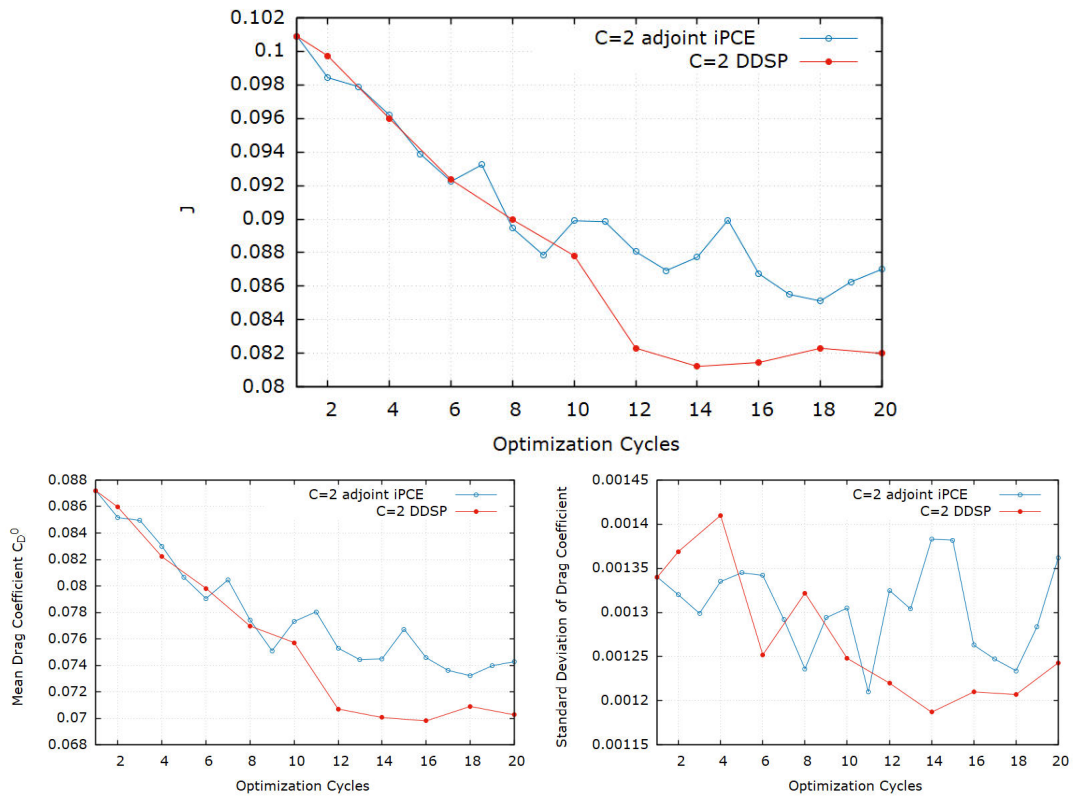 0.102
0.1
0.098
0.096
0.094
0.092
0.09
0.088
0.086
0.084
0.082
0.08
J
C=2 adjoint iPCE
C=2 DDSP
2 4 6 8 10 12 14 16 18 20
Optimization Cycles
0.088
0.086
0.084
0.082
0.08
0.078
0.076
0.074
0.072
0.07
0.068
Mean Drag Coefficient C_D^0
C=2 adjoint iPCE
C=2 DDSP
2 4 6 8 10 12 14 16 18 20
Optimization Cycles
0.00145
0.0014
0.00135
0.0013
0.00125
0.0012
0.00115
Standard Deviation of Drag Coefficient
C=2 adjoint iPCE
C=2 DDSP
2 4 6 8 10 12 14 16 18 20
Optimization Cycles